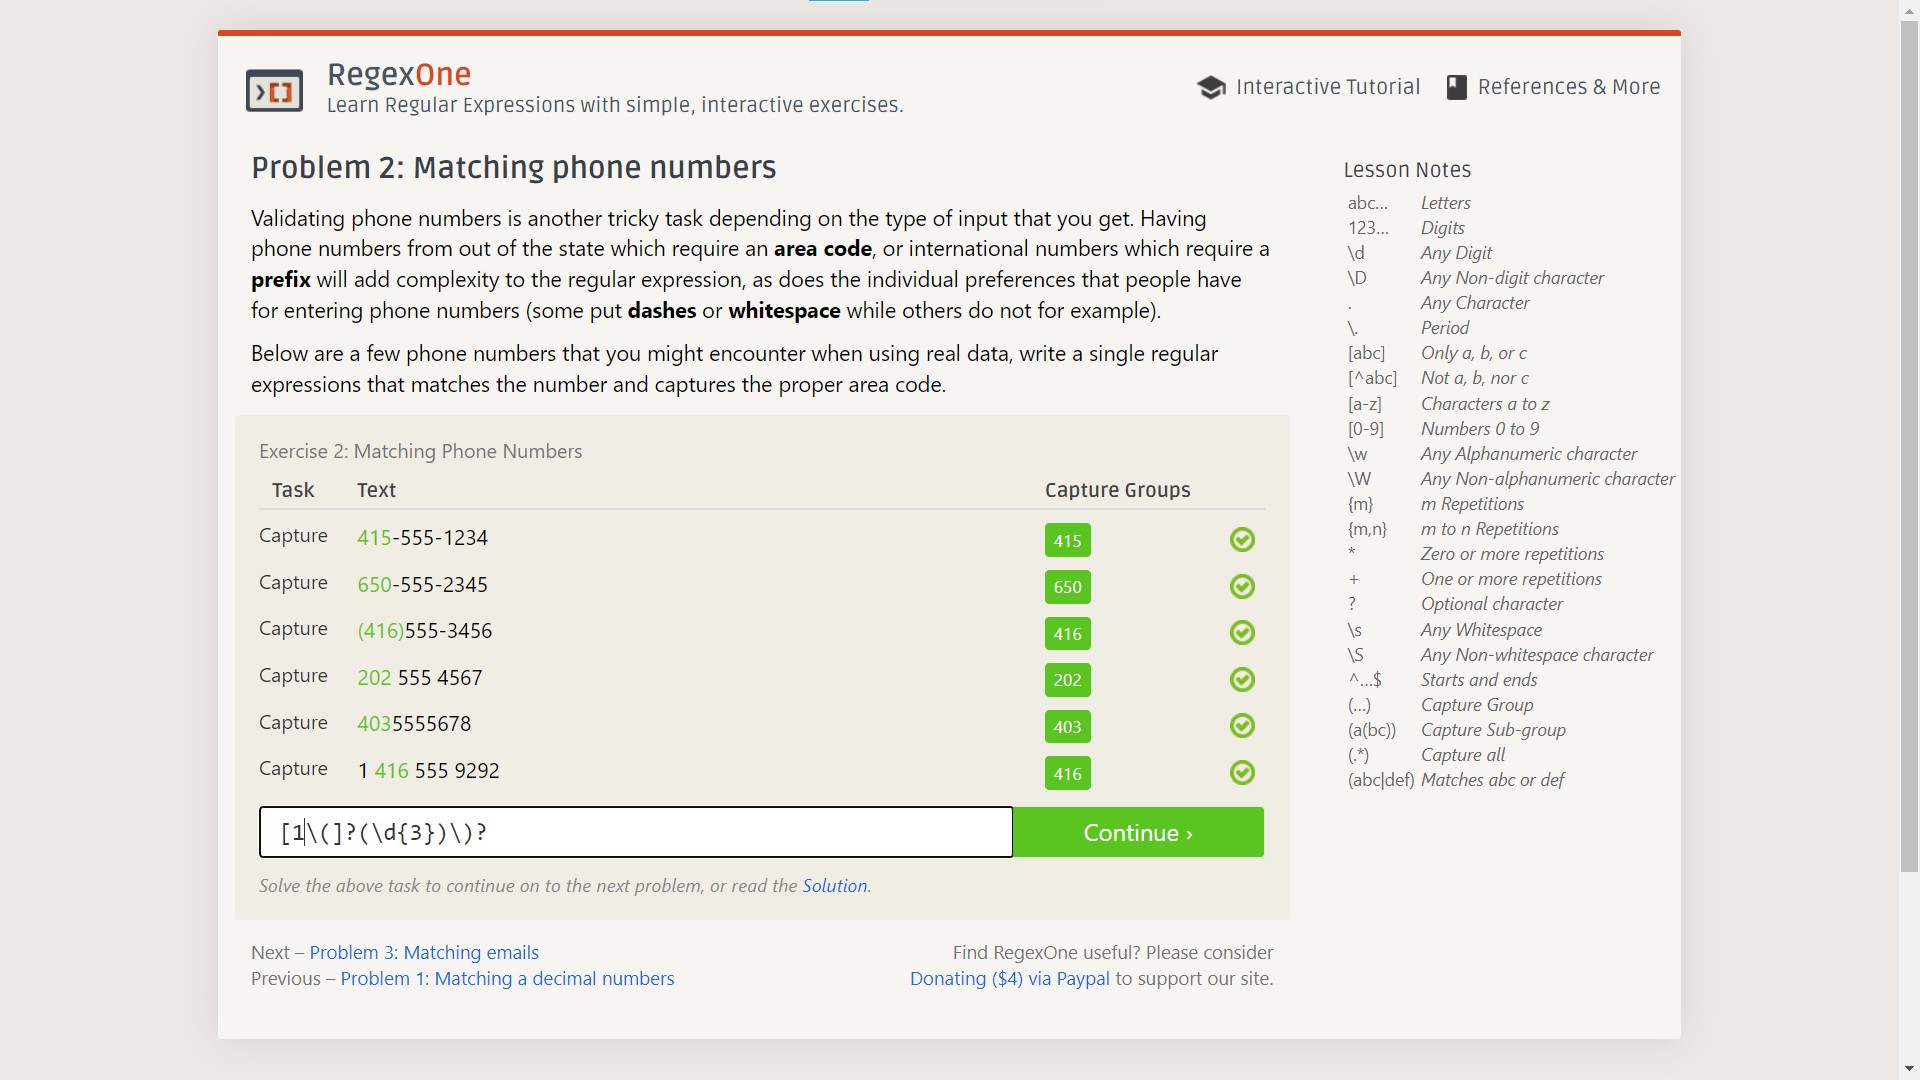 RegexOne
Learn Regular Expressions with simple, interactive exercises.
Interactive Tutorial
References & More
Problem 2: Matching phone numbers
Validating phone numbers is another tricky task depending on the type of input that you get. Having
phone numbers from out of the state which require an area code, or international numbers which require a
prefix will add complexity to the regular expression, as does the individual preferences that people have
for entering phone numbers (some put dashes or whitespace while others do not for example).
Below are a few phone numbers that you might encounter when using real data, write a single regular
expressions that matches the number and captures the proper area code.
Exercise 2: Matching Phone Numbers
Task Text Capture Groups
Capture 415-555-1234 415
Capture 650-555-2345 650
Capture (416)555-3456 416
Capture 202 555 4567 202
Capture 4035555678 403
Capture 1 416 555 9292 416
[1\(]?(\d{3})\)?
Continue ›
Solve the above task to continue on to the next problem, or read the Solution.
Next – Problem 3: Matching emails
Previous – Problem 1: Matching a decimal numbers
Find RegexOne useful? Please consider
Donating ($4) via Paypal to support our site.
Lesson Notes
abc… Letters
123… Digits
\d Any Digit
\D Any Non-digit character
. Any Character
\. Period
[abc] Only a, b, or c
[^abc] Not a, b, nor c
[a-z] Characters a to z
[0-9] Numbers 0 to 9
\w Any Alphanumeric character
\W Any Non-alphanumeric character
{m} m Repetitions
{m,n} m to n Repetitions
* Zero or more repetitions
+ One or more repetitions
? Optional character
\s Any Whitespace
\S Any Non-whitespace character
^…$ Starts and ends
(…) Capture Group
(a(bc)) Capture Sub-group
(.*) Capture all
(abc|def) Matches abc or def